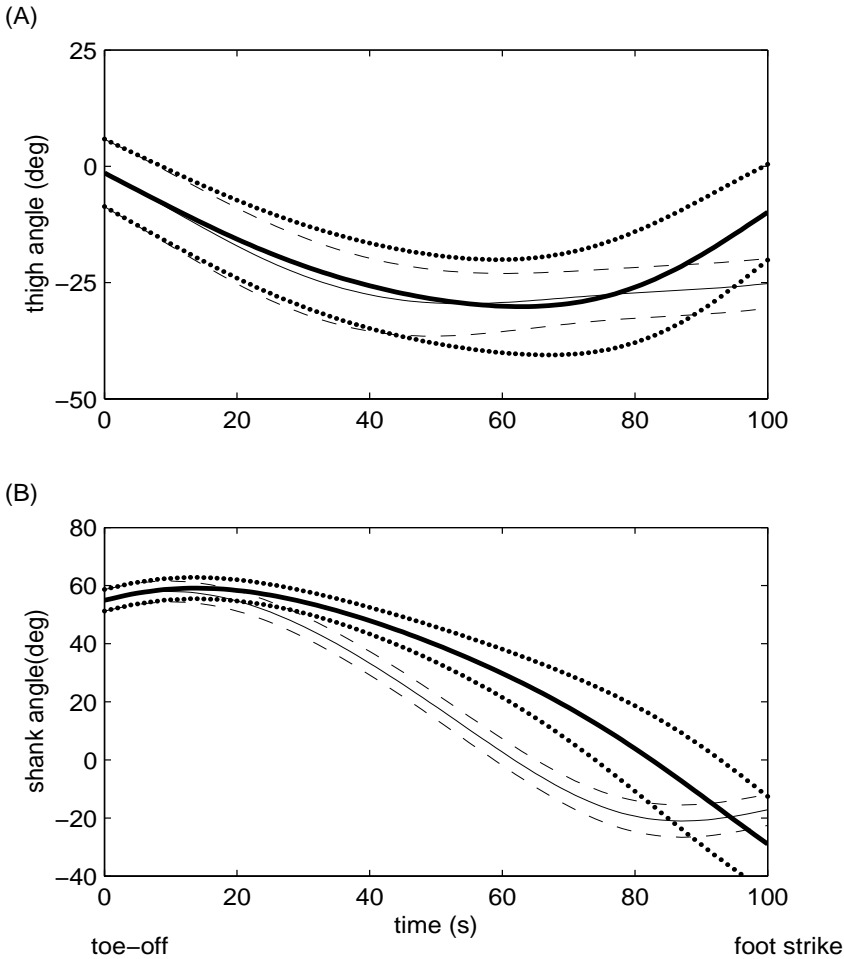 (A)
25
0
−25
−50
thigh angle (deg)
0 20 40 60 80 100
(B)
80
60
40
20
0
−20
−40
shank angle(deg)
0 20 40 60 80 100
time (s)
toe−off foot strike